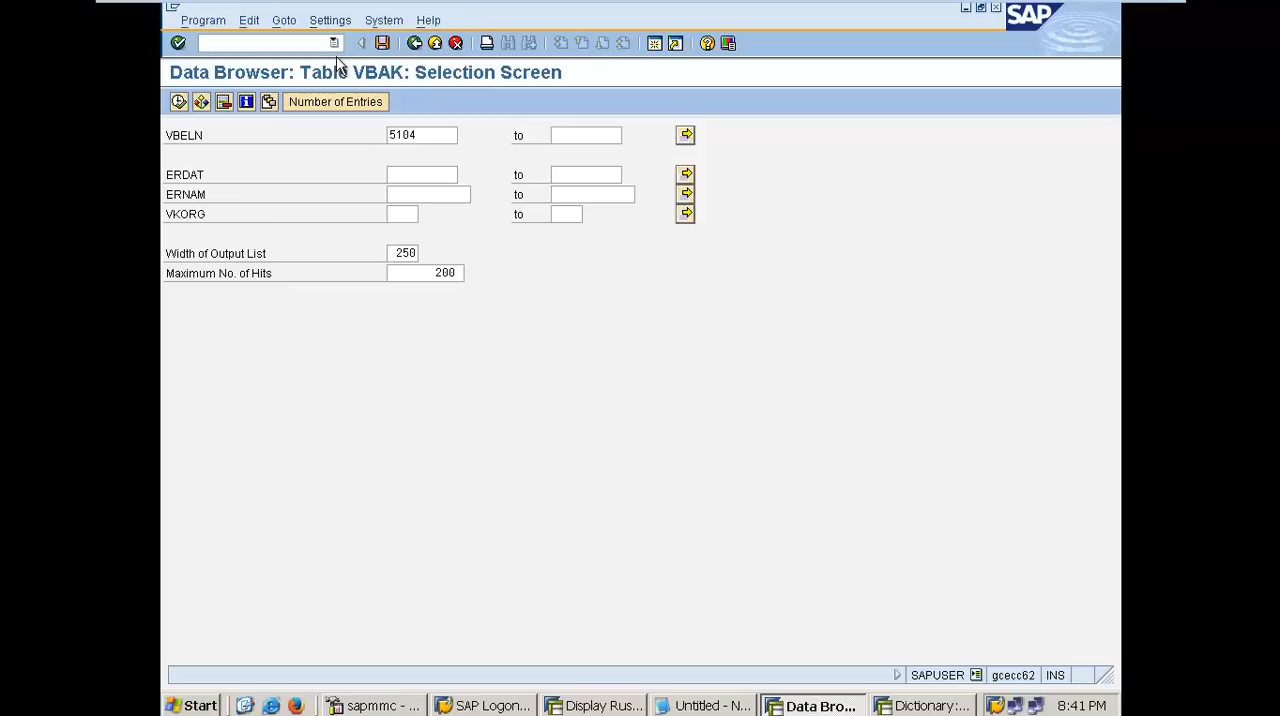 Program Edit Goto Settings System Help
SAP
Data Browser: Table VBAK: Selection Screen
Number of Entries
VBELN 5104 to
ERDAT to
ERNAM to
VKORG to
Width of Output List 250
Maximum No. of Hits 200
SAPUSER gcecc62 INS
Start sapmmc - ... SAP Logon... Display Rus... Untitled - N... Data Bro... Dictionary:... 8:41 PM